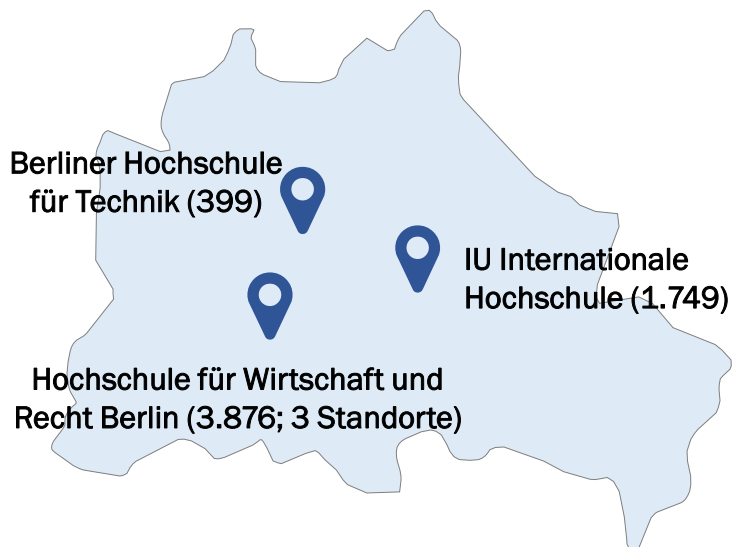 Berliner Hochschule
für Technik (399)
IU Internationale
Hochschule (1.749)
Hochschule für Wirtschaft und
Recht Berlin (3.876; 3 Standorte)